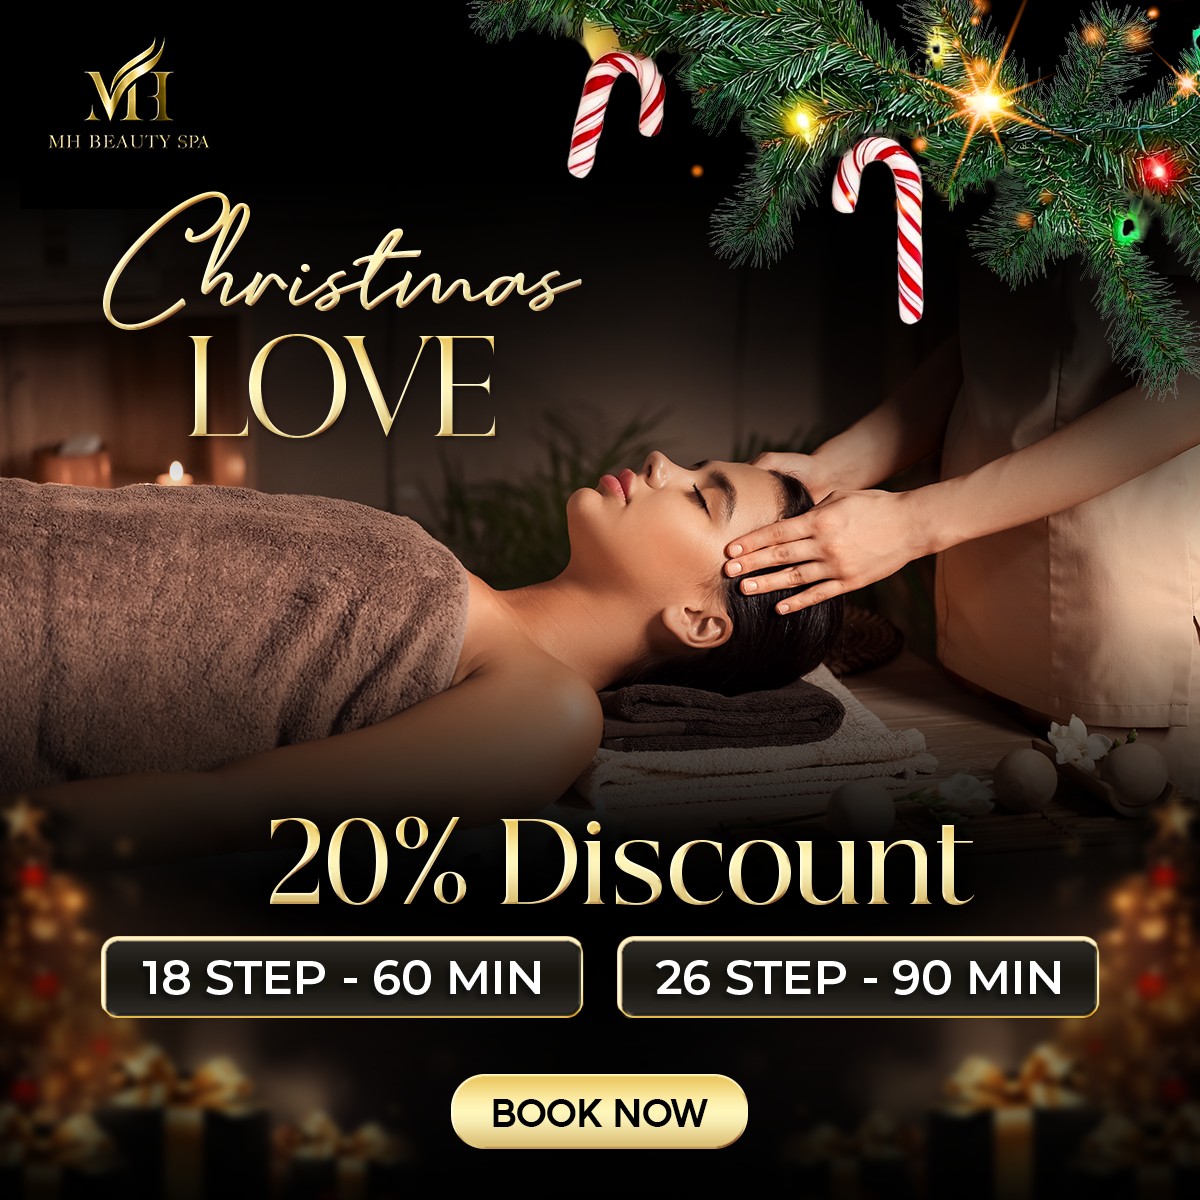 MH
MH BEAUTY SPA
Christmas
LOVE
20% Discount
18 STEP - 60 MIN
26 STEP - 90 MIN
BOOK NOW